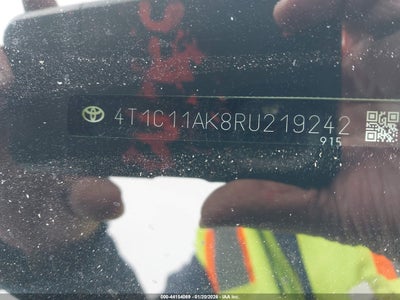 4T1C11AK8RU219242
915
000-44154069 - 01/20/2026 - IAA Inc.